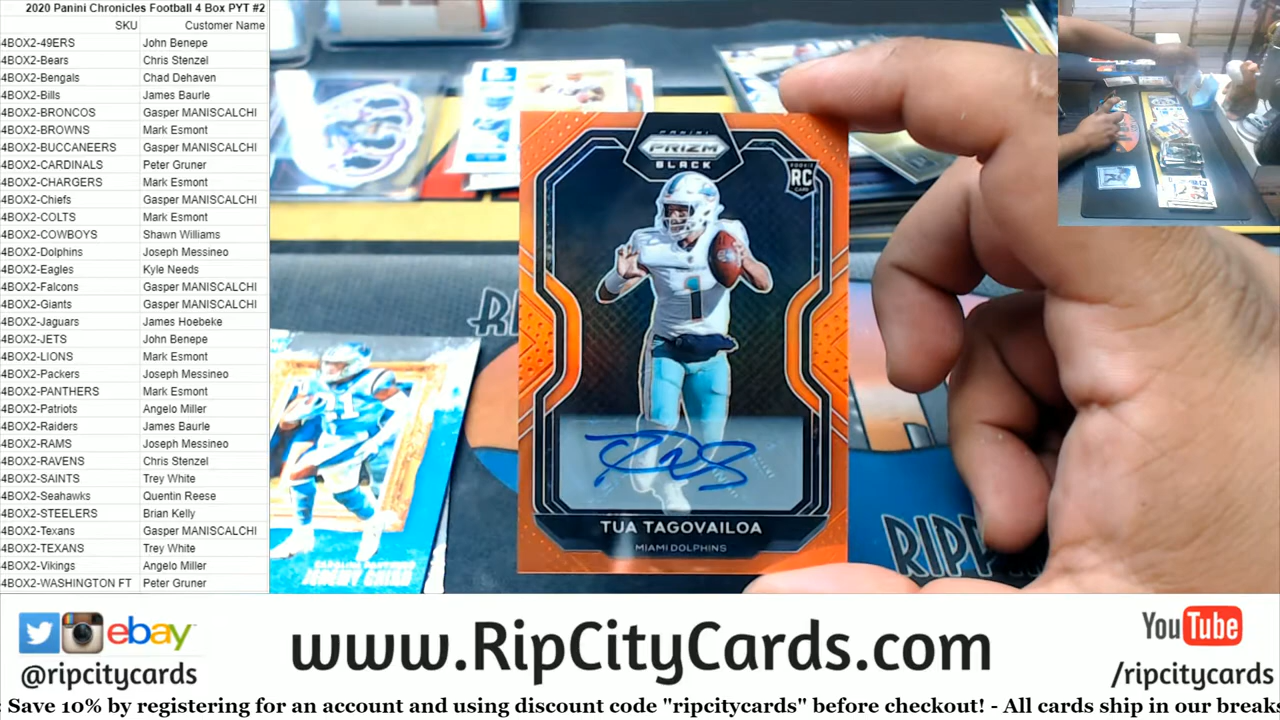 2020 Panini Chronicles Football 4 Box PYT #2
SKU Customer Name
4BOX2-49ERS John Benepe
4BOX2-Bears Chris Stenzel
4BOX2-Bengals Chad Dehaven
4BOX2-Bills James Baurle
4BOX2-BRONCOS Gasper MANISCALCHI
4BOX2-BROWNS Mark Esmont
4BOX2-BUCCANEERS Gasper MANISCALCHI
4BOX2-CARDINALS Peter Gruner
4BOX2-CHARGERS Mark Esmont
4BOX2-Chiefs Gasper MANISCALCHI
4BOX2-COLTS Mark Esmont
4BOX2-COWBOYS Shawn Williams
4BOX2-Dolphins Joseph Messineo
4BOX2-Eagles Kyle Needs
4BOX2-Falcons Gasper MANISCALCHI
4BOX2-Giants Gasper MANISCALCHI
4BOX2-Jaguars James Hoebeke
4BOX2-JETS John Benepe
4BOX2-LIONS Mark Esmont
4BOX2-Packers Joseph Messineo
4BOX2-PANTHERS Mark Esmont
4BOX2-Patriots Angelo Miller
4BOX2-Raiders James Baurle
4BOX2-RAMS Joseph Messineo
4BOX2-RAVENS Chris Stenzel
4BOX2-SAINTS Trey White
4BOX2-Seahawks Quentin Reese
4BOX2-STEELERS Brian Kelly
4BOX2-Texans Gasper MANISCALCHI
4BOX2-TEXANS Trey White
4BOX2-Vikings Angelo Miller
4BOX2-WASHINGTON FT Peter Gruner
PANINI
PRIZM
BLACK
ROOKIE
RC
CARD
1
TUA TAGOVAILOA
MIAMI DOLPHINS
ebay
@ripcitycards
www.RipCityCards.com
YouTube
/ripcitycards
Save 10% by registering for an account and using discount code "ripcitycards" before checkout! - All cards ship in our breaks